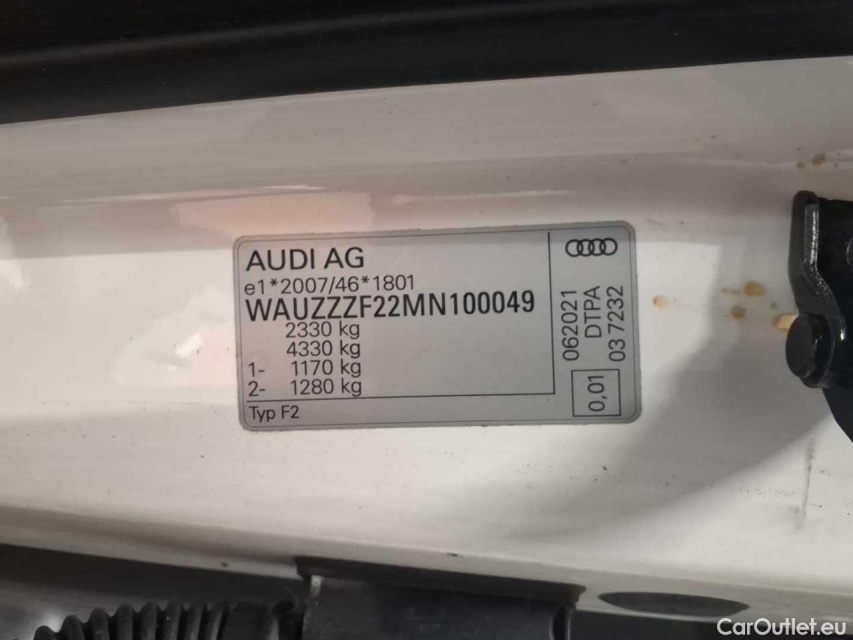 AUDI AG
e1*2007/46*1801
WAUZZZF22MN100049
2330 kg
4330 kg
1- 1170 kg
2- 1280 kg
Typ F2
062021
DTPA
03 7232
0,01
CarOutlet.eu